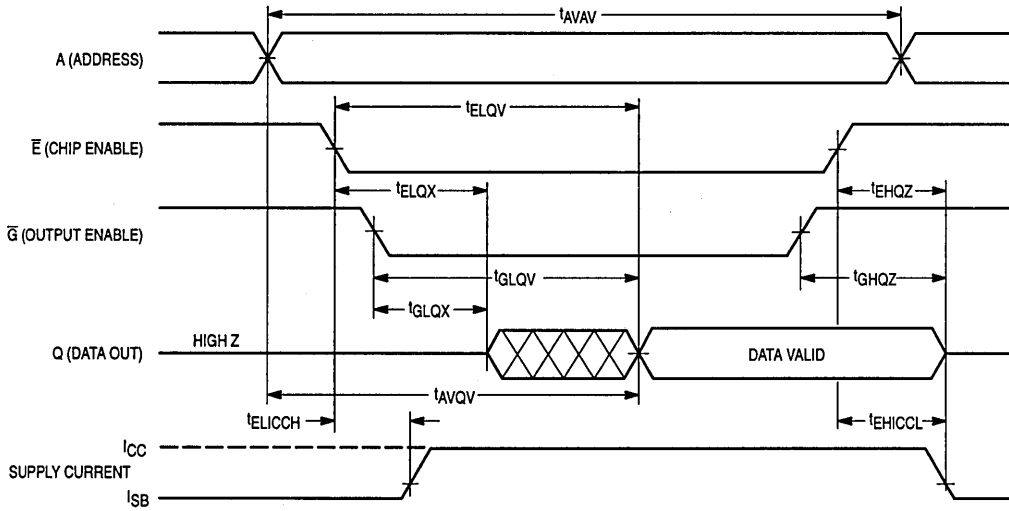 tAVAV
A (ADDRESS)
tELQV
E̅ (CHIP ENABLE)
tELQX
tEHQZ
G̅ (OUTPUT ENABLE)
tGLQV
tGHQZ
tGLQX
HIGH Z
Q (DATA OUT)
DATA VALID
tAVQV
tELICCH
tEHICCL
ICC
SUPPLY CURRENT
ISB